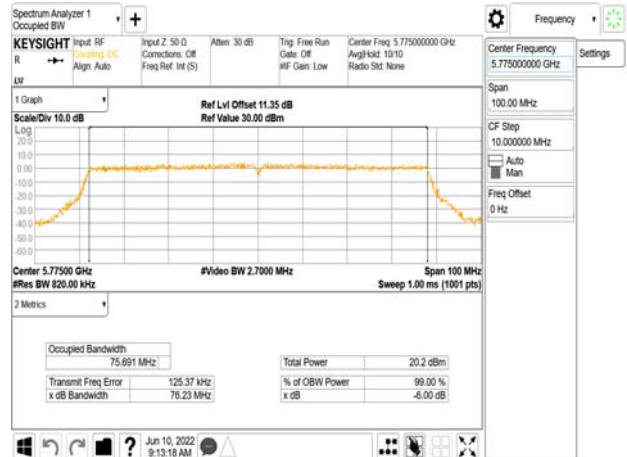 Spectrum Analyzer 1
Occupied BW
Frequency
KEYSIGHT
Input: RF
Coupling: DC
Align: Auto
Input Z: 50 Ω
Corrections: Off
Freq Ref: Int (S)
Atten: 30 dB
Trig: Free Run
Gate: Off
#IF Gain: Low
Center Freq: 5.775000000 GHz
Avg|Hold: 10/10
Radio Std: None
R
Center Frequency
5.775000000 GHz
Settings
Span
100.00 MHz
CF Step
10.000000 MHz
Auto
Man
Freq Offset
0 Hz
1 Graph
Ref Lvl Offset 11.35 dB
Scale/Div 10.0 dB
Ref Value 30.00 dBm
Log
20.0
10.0
0.00
-10.0
-20.0
-30.0
-40.0
-50.0
-60.0
Center 5.77500 GHz
#Video BW 2.7000 MHz
Span 100 MHz
#Res BW 820.00 kHz
Sweep 1.00 ms (1001 pts)
2 Metrics
Occupied Bandwidth
75.691 MHz
Total Power
20.2 dBm
Transmit Freq Error
125.37 kHz
% of OBW Power
99.00 %
x dB Bandwidth
76.23 MHz
x dB
-6.00 dB
?
Jun 10, 2022
9:13:18 AM